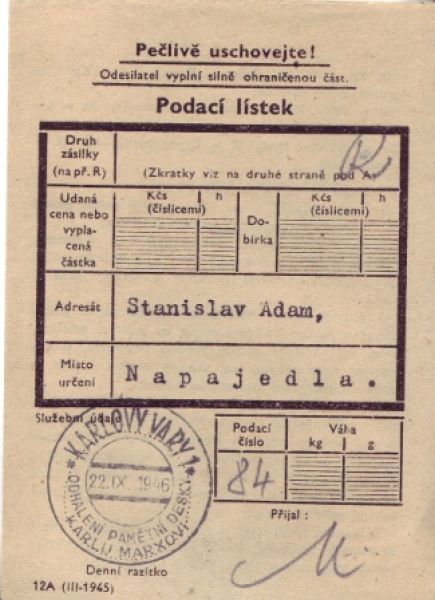 Pečlivě uschovejte!
Odesílatel vyplní silně ohraničenou část.
Podací lístek
Druh
zásilky
(na př. R)
R
(Zkratky viz na druhé straně pod A)
Udaná
cena nebo
vyplacená
částka
Kčs
(číslicemi)
h
Dobírka
Kčs
(číslicemi)
h
Adresát
Stanislav Adam,
Místo
určení
Napajedla.
Služební údaje
KARLOVY VARY 1
22.IX.1946
ODHALENÍ PAMĚTNÍ DESKY
KARLU MARXOVI
Podací
číslo
Váha
kg
g
84
Přijal:
Denní razítko
12A (III-1945)